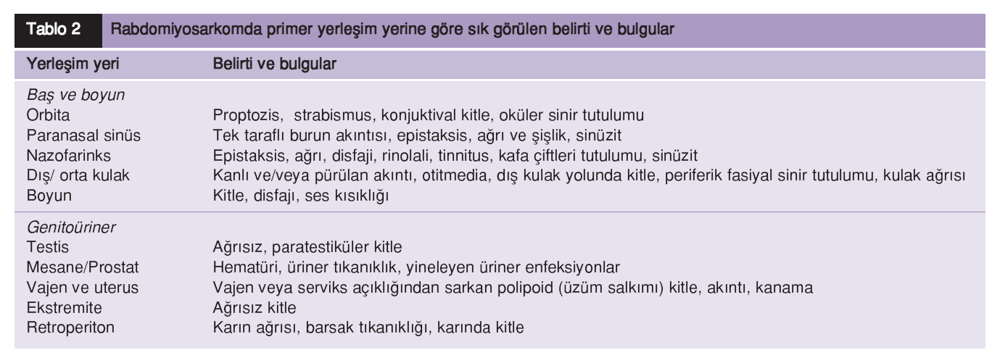 Tablo 2 Rabdomiyosarkomda primer yerleşim yerine göre sık görülen belirti ve bulgular
Yerleşim yeri Belirti ve bulgular
Baş ve boyun
Orbita Proptozis, strabismus, konjuktival kitle, oküler sinir tutulumu
Paranasal sinüs Tek taraflı burun akıntısı, epistaksis, ağrı ve şişlik, sinüzit
Nazofarinks Epistaksis, ağrı, disfaji, rinolali, tinnitus, kafa çiftleri tutulumu, sinüzit
Dış/ orta kulak Kanlı ve/veya pürülan akıntı, otitmedia, dış kulak yolunda kitle, periferik fasiyal sinir tutulumu, kulak ağrısı
Boyun Kitle, disfajı, ses kısıklığı
Genitoüriner
Testis Ağrısız, paratestiküler kitle
Mesane/Prostat Hematüri, üriner tıkanıklık, yineleyen üriner enfeksiyonlar
Vajen ve uterus Vajen veya serviks açıklığından sarkan polipoid (üzüm salkımı) kitle, akıntı, kanama
Ekstremite Ağrısız kitle
Retroperiton Karın ağrısı, barsak tıkanıklığı, karında kitle